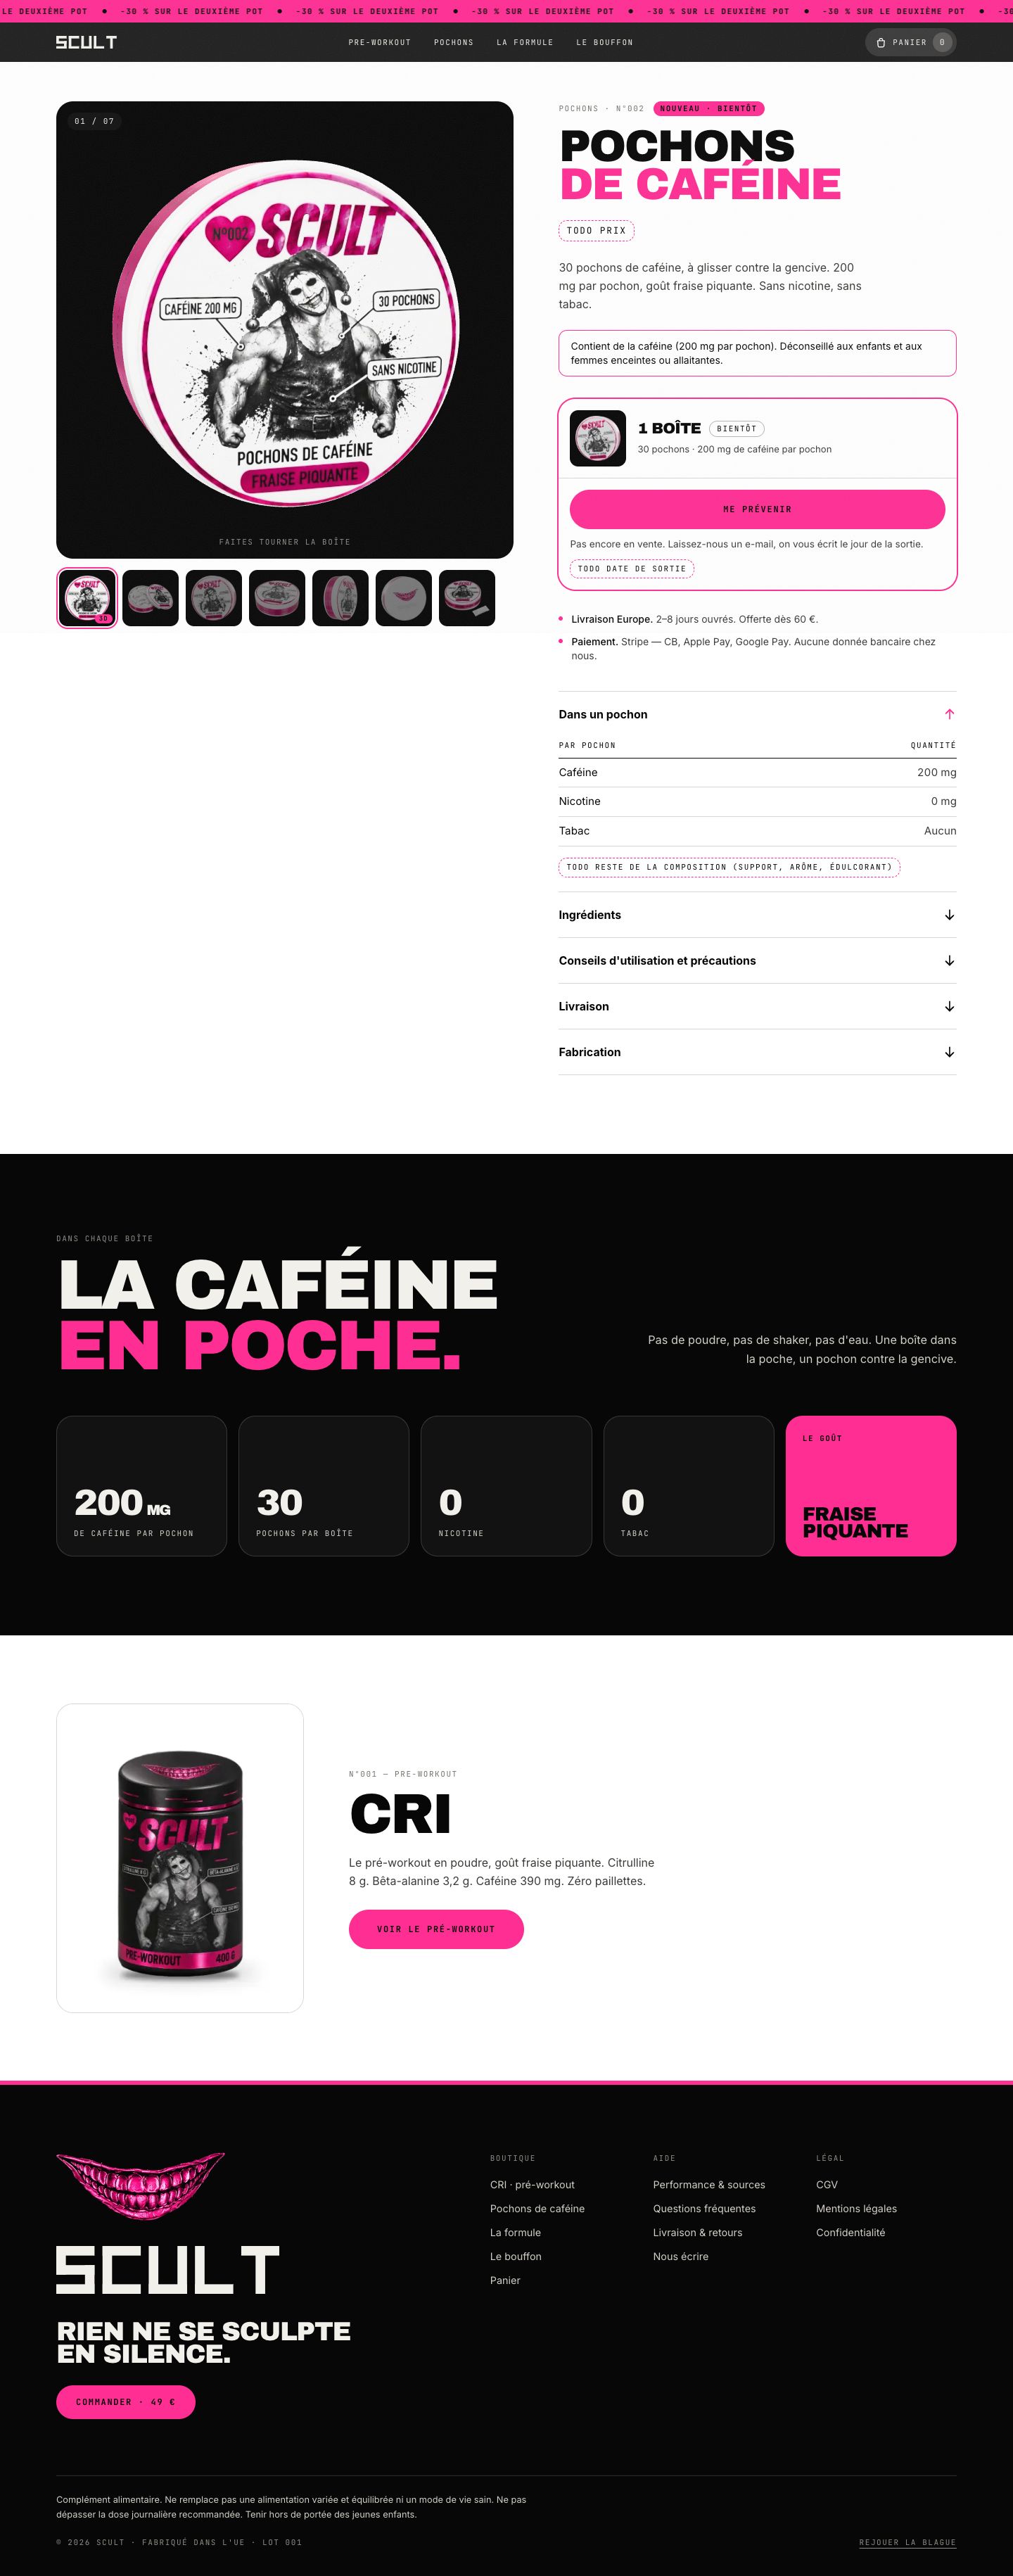 LE DEUXIÈME POT • -30 % SUR LE DEUXIÈME POT • -30 % SUR LE DEUXIÈME POT • -30 % SUR LE DEUXIÈME POT • -30 % SUR LE DEUXIÈME POT • -30 % SUR LE DEUXIÈME POT • -30
SCULT
PRE-WORKOUT
POCHONS
LA FORMULE
LE BOUFFON
PANIER 0
01 / 07
N°002 SCULT
CAFÉINE 200 MG
30 POCHONS
SANS NICOTINE
POCHONS DE CAFÉINE
FRAISE PIQUANTE
FAITES TOURNER LA BOÎTE
3D
POCHONS · N°002 NOUVEAU · BIENTÔT
POCHONS
DE CAFÉINE
TODO PRIX
30 pochons de caféine, à glisser contre la gencive. 200
mg par pochon, goût fraise piquante. Sans nicotine, sans
tabac.
Contient de la caféine (200 mg par pochon). Déconseillé aux enfants et aux
femmes enceintes ou allaitantes.
1 BOÎTE BIENTÔT
30 pochons · 200 mg de caféine par pochon
ME PRÉVENIR
Pas encore en vente. Laissez-nous un e-mail, on vous écrit le jour de la sortie.
TODO DATE DE SORTIE
Livraison Europe. 2–8 jours ouvrés. Offerte dès 60 €.
Paiement. Stripe — CB, Apple Pay, Google Pay. Aucune donnée bancaire chez
nous.
Dans un pochon
PAR POCHON QUANTITÉ
Caféine 200 mg
Nicotine 0 mg
Tabac Aucun
TODO RESTE DE LA COMPOSITION (SUPPORT, ARÔME, ÉDULCORANT)
Ingrédients
Conseils d'utilisation et précautions
Livraison
Fabrication
DANS CHAQUE BOÎTE
LA CAFÉINE
EN POCHE.
Pas de poudre, pas de shaker, pas d'eau. Une boîte dans
la poche, un pochon contre la gencive.
200 MG
DE CAFÉINE PAR POCHON
30
POCHONS PAR BOÎTE
0
NICOTINE
0
TABAC
LE GOÛT
FRAISE
PIQUANTE
SCULT
PRE-WORKOUT 400 G
N°001 — PRE-WORKOUT
CRI
Le pré-workout en poudre, goût fraise piquante. Citrulline
8 g. Bêta-alanine 3,2 g. Caféine 390 mg. Zéro paillettes.
VOIR LE PRÉ-WORKOUT
SCULT
RIEN NE SE SCULPTE
EN SILENCE.
COMMANDER · 49 €
BOUTIQUE
CRI · pré-workout
Pochons de caféine
La formule
Le bouffon
Panier
AIDE
Performance & sources
Questions fréquentes
Livraison & retours
Nous écrire
LÉGAL
CGV
Mentions légales
Confidentialité
Complément alimentaire. Ne remplace pas une alimentation variée et équilibrée ni un mode de vie sain. Ne pas
dépasser la dose journalière recommandée. Tenir hors de portée des jeunes enfants.
© 2026 SCULT · FABRIQUÉ DANS L'UE · LOT 001
REJOUER LA BLAGUE